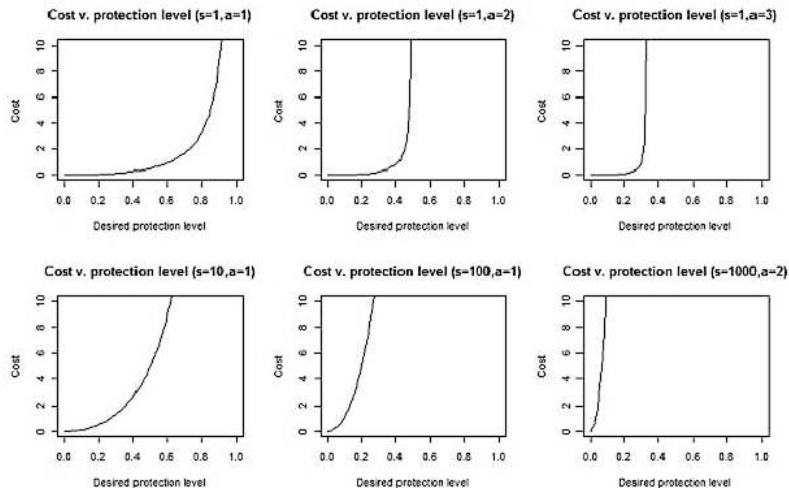 Cost v. protection level (s=1,a=1)
Cost
10
8
6
4
2
0
0.0 0.2 0.4 0.6 0.8 1.0
Desired protection level
Cost v. protection level (s=1,a=2)
Cost
10
8
6
4
2
0
0.0 0.2 0.4 0.6 0.8 1.0
Desired protection level
Cost v. protection level (s=1,a=3)
Cost
10
8
6
4
2
0
0.0 0.2 0.4 0.6 0.8 1.0
Desired protection level
Cost v. protection level (s=10,a=1)
Cost
10
8
6
4
2
0
0.0 0.2 0.4 0.6 0.8 1.0
Desired protection level
Cost v. protection level (s=100,a=1)
Cost
10
8
6
4
2
0
0.0 0.2 0.4 0.6 0.8 1.0
Desired protection level
Cost v. protection level (s=1000,a=2)
Cost
10
8
6
4
2
0
0.0 0.2 0.4 0.6 0.8 1.0
Desired protection level